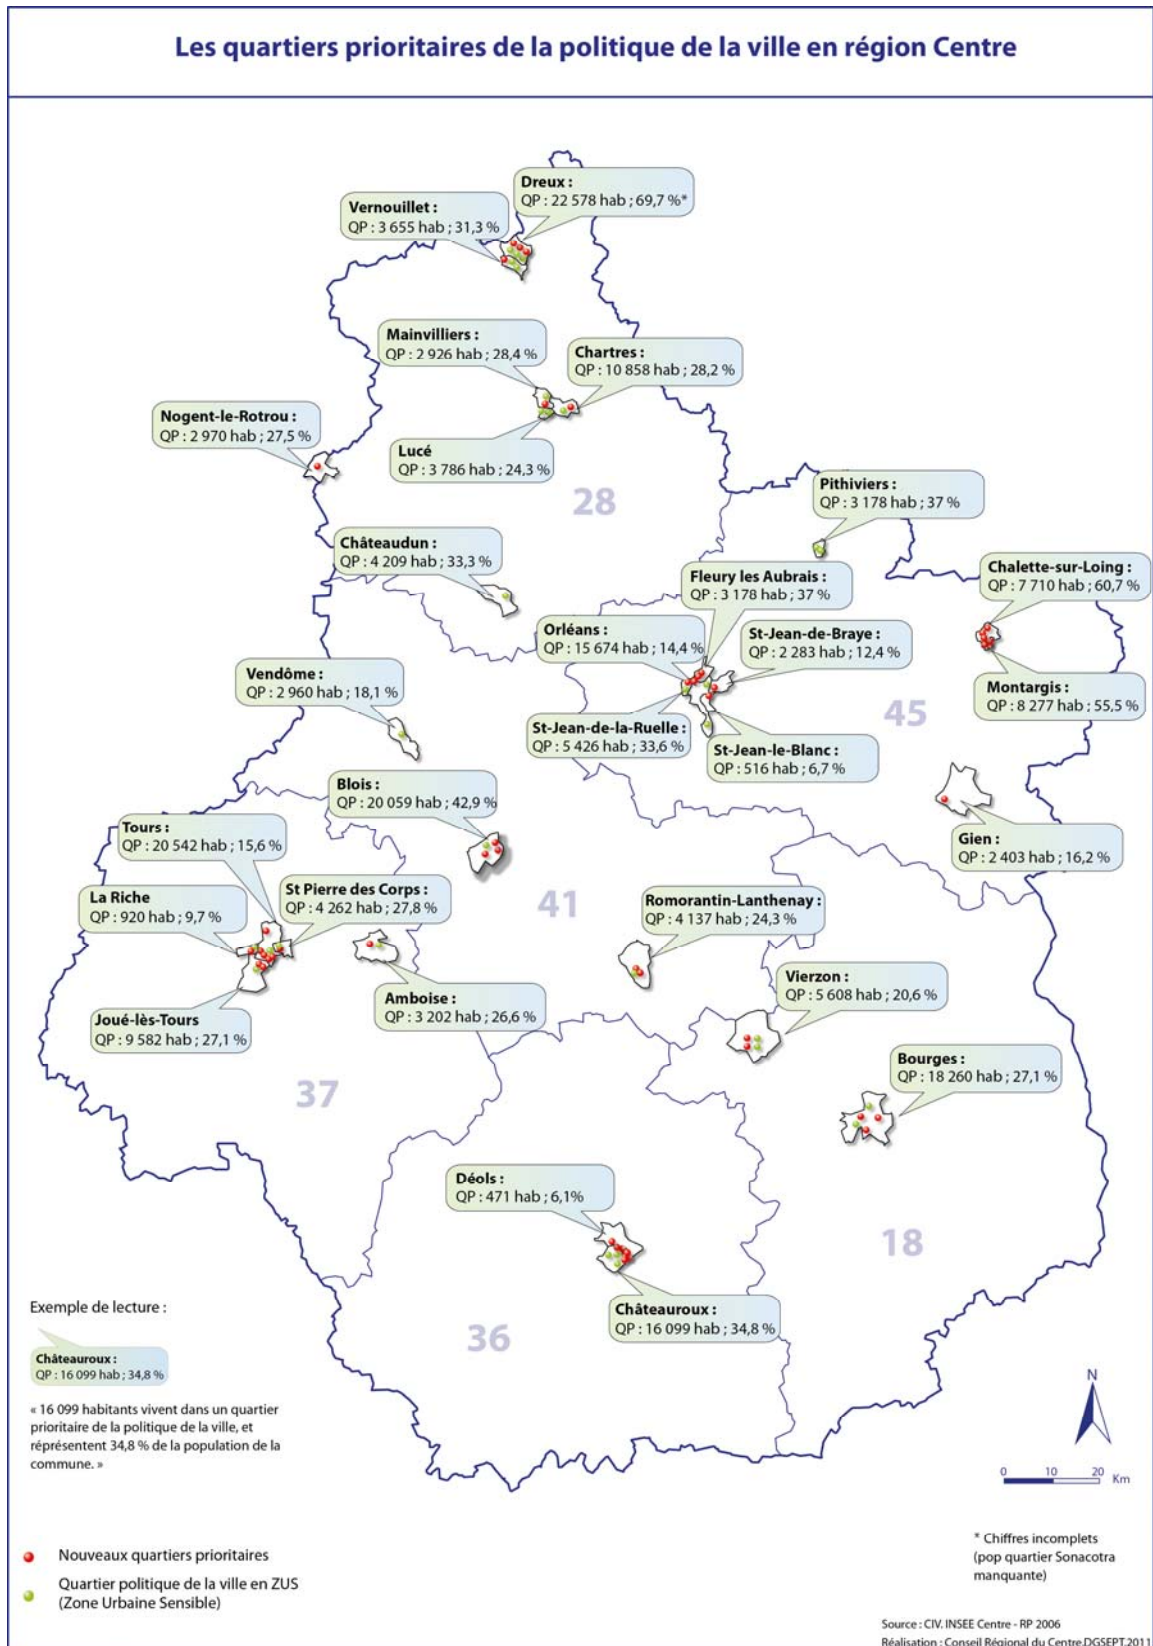 Les quartiers prioritaires de la politique de la ville en région Centre
Dreux :
QP : 22 578 hab ; 69,7 %*
Vernouillet :
QP : 3 655 hab ; 31,3 %
Mainvilliers :
QP : 2 926 hab ; 28,4 %
Chartres :
QP : 10 858 hab ; 28,2 %
Nogent-le-Rotrou :
QP : 2 970 hab ; 27,5 %
Lucé
QP : 3 786 hab ; 24,3 %
28
Pithiviers :
QP : 3 178 hab ; 37 %
Châteaudun :
QP : 4 209 hab ; 33,3 %
Fleury les Aubrais :
QP : 3 178 hab ; 37 %
Chalette-sur-Loing :
QP : 7 710 hab ; 60,7 %
Orléans :
QP : 15 674 hab ; 14,4 %
St-Jean-de-Braye :
QP : 2 283 hab ; 12,4 %
Vendôme :
QP : 2 960 hab ; 18,1 %
Montargis :
QP : 8 277 hab ; 55,5 %
45
St-Jean-de-la-Ruelle :
QP : 5 426 hab ; 33,6 %
St-Jean-le-Blanc :
QP : 516 hab ; 6,7 %
Blois :
QP : 20 059 hab ; 42,9 %
Tours :
QP : 20 542 hab ; 15,6 %
Gien :
QP : 2 403 hab ; 16,2 %
La Riche
QP : 920 hab ; 9,7 %
St Pierre des Corps :
QP : 4 262 hab ; 27,8 %
41
Romorantin-Lanthenay :
QP : 4 137 hab ; 24,3 %
Vierzon :
QP : 5 608 hab ; 20,6 %
Amboise :
QP : 3 202 hab ; 26,6 %
Joué-lès-Tours
QP : 9 582 hab ; 27,1 %
Bourges :
QP : 18 260 hab ; 27,1 %
37
Déols :
QP : 471 hab ; 6,1%
18
Châteauroux :
QP : 16 099 hab ; 34,8 %
36
Exemple de lecture :
Châteauroux :
QP : 16 099 hab ; 34,8 %
« 16 099 habitants vivent dans un quartier
prioritaire de la politique de la ville, et
réprésentent 34,8 % de la population de la
commune. »
N
0 10 20 Km
Nouveaux quartiers prioritaires
Quartier politique de la ville en ZUS
(Zone Urbaine Sensible)
* Chiffres incomplets
(pop quartier Sonacotra
manquante)
Source : CIV. INSEE Centre - RP 2006
Réalisation : Conseil Régional du Centre.DGSEPT.2011